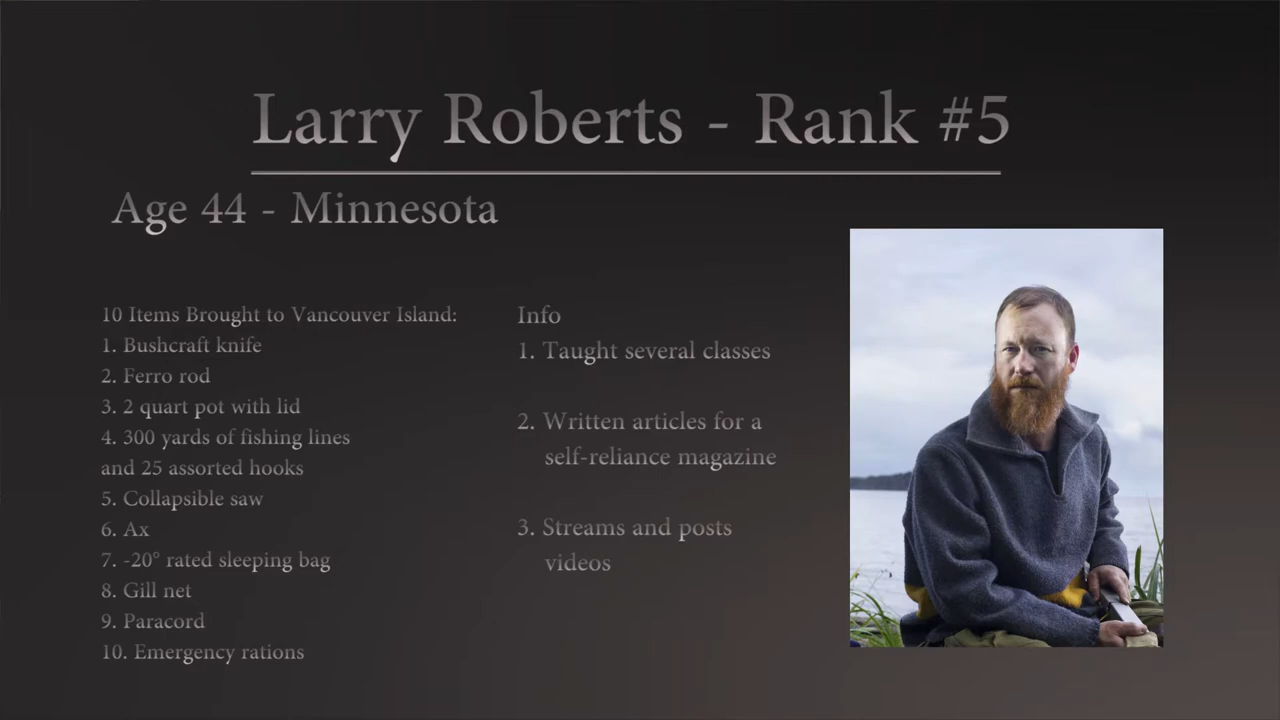 Larry Roberts - Rank #5
Age 44 - Minnesota
10 Items Brought to Vancouver Island:
1. Bushcraft knife
2. Ferro rod
3. 2 quart pot with lid
4. 300 yards of fishing lines
and 25 assorted hooks
5. Collapsible saw
6. Ax
7. -20° rated sleeping bag
8. Gill net
9. Paracord
10. Emergency rations
Info
1. Taught several classes
2. Written articles for a
self-reliance magazine
3. Streams and posts
videos